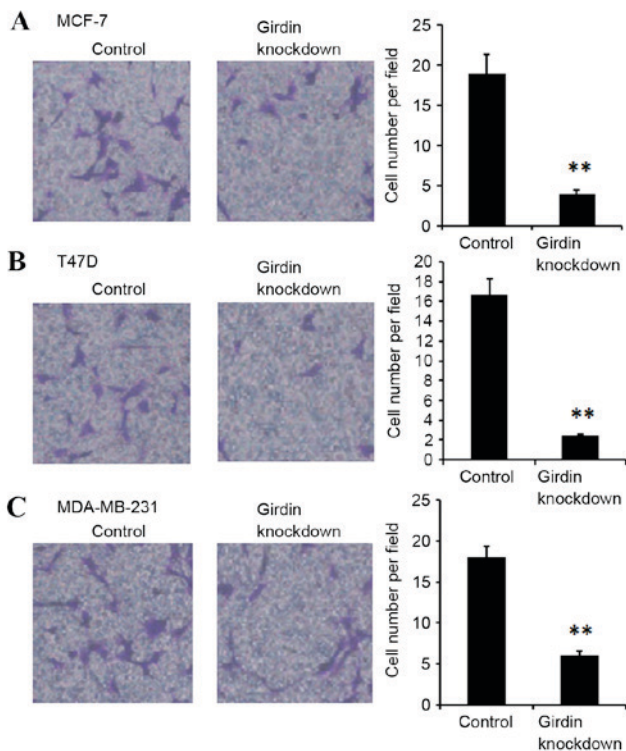 A MCF-7
Control
Girdin
knockdown
Cell number per field
25
20
15
10
5
0
**
Control
Girdin
knockdown
B T47D
Control
Girdin
knockdown
Cell number per field
20
18
16
14
12
10
8
6
4
2
0
**
Control
Girdin
knockdown
C MDA-MB-231
Control
Girdin
knockdown
Cell number per field
25
20
15
10
5
0
**
Control
Girdin
knockdown